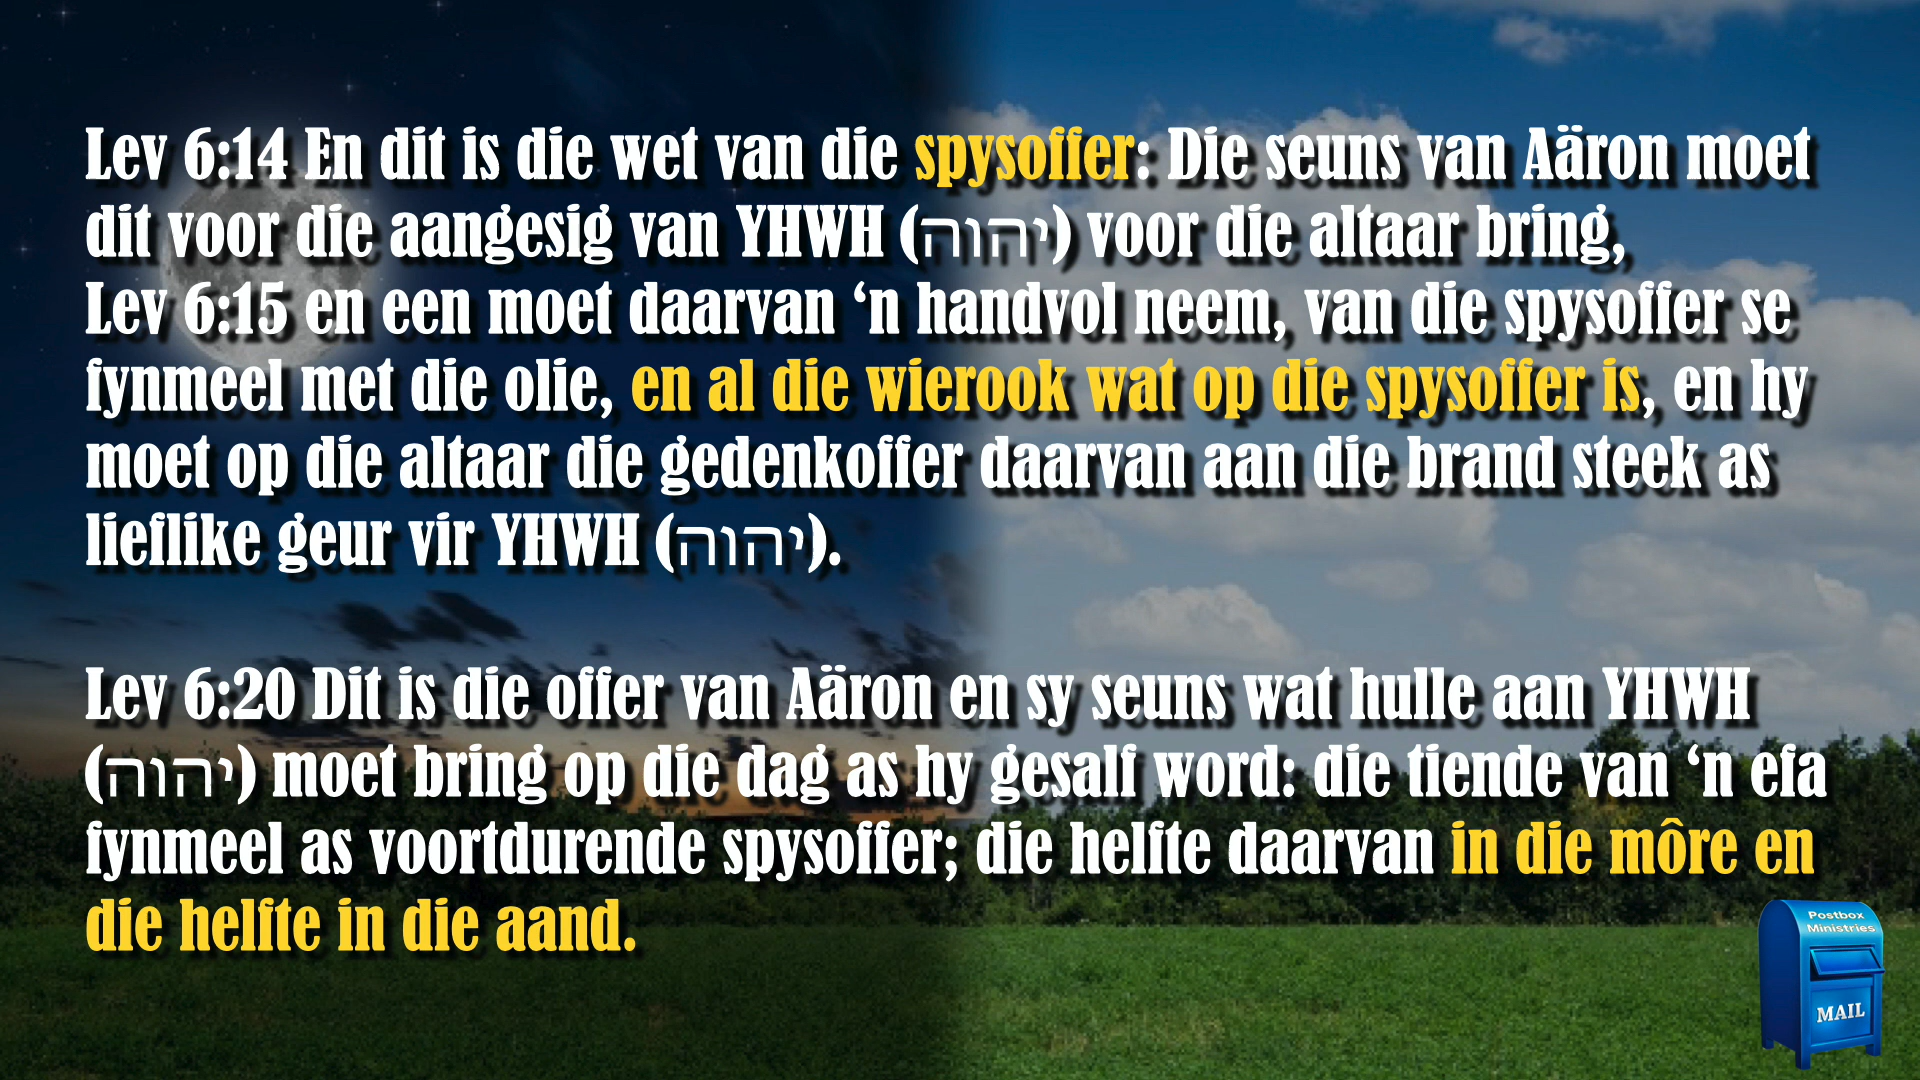 Lev 6:14 En dit is die wet van die spysoffer: Die seuns van Aäron moet
dit voor die aangesig van YHWH (יהוה) voor die altaar bring,
Lev 6:15 en een moet daarvan ‘n handvol neem, van die spysoffer se
fynmeel met die olie, en al die wierook wat op die spysoffer is, en hy
moet op die altaar die gedenkoffer daarvan aan die brand steek as
lieflike geur vir YHWH (יהוה).
Lev 6:20 Dit is die offer van Aäron en sy seuns wat hulle aan YHWH
(יהוה) moet bring op die dag as hy gesalf word: die tiende van ‘n efa
fynmeel as voortdurende spysoffer; die helfte daarvan in die môre en
die helfte in die aand.
Postbox
Ministries
MAIL